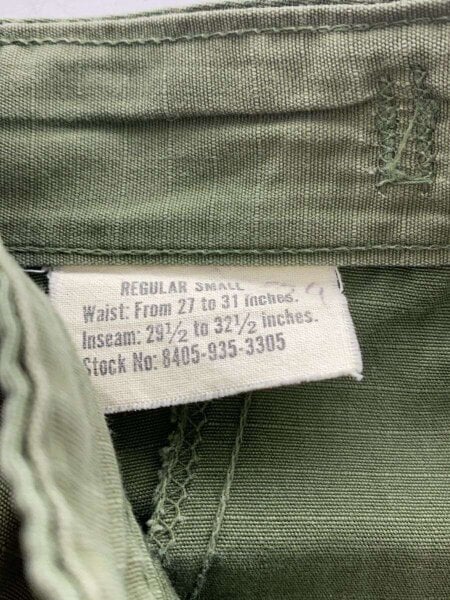 REGULAR SMALL
Waist: From 27 to 31 inches.
Inseam: 29½ to 32½ inches.
Stock No: 8405-935-3305